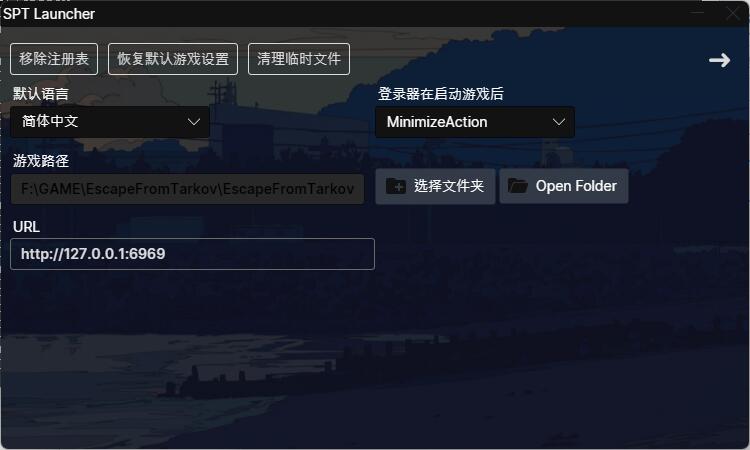 SPT Launcher
移除注册表 恢复默认游戏设置 清理临时文件
默认语言 登录器在启动游戏后
简体中文 MinimizeAction
游戏路径
F:\GAME\EscapeFromTarkov\EscapeFromTarkov 选择文件夹 Open Folder
URL
http://127.0.0.1:6969